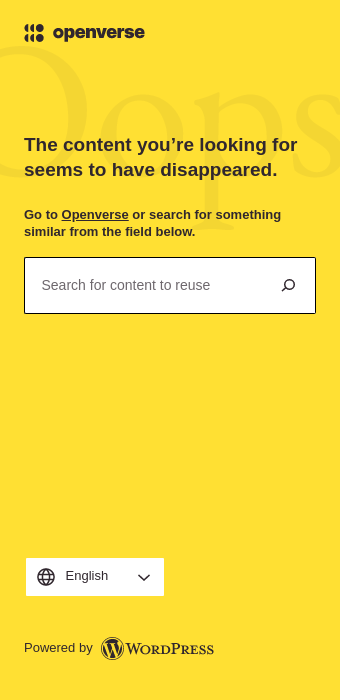 openverse
Oops
The content you’re looking for
seems to have disappeared.
Go to Openverse or search for something
similar from the field below.
Search for content to reuse
English
Powered by WORDPRESS